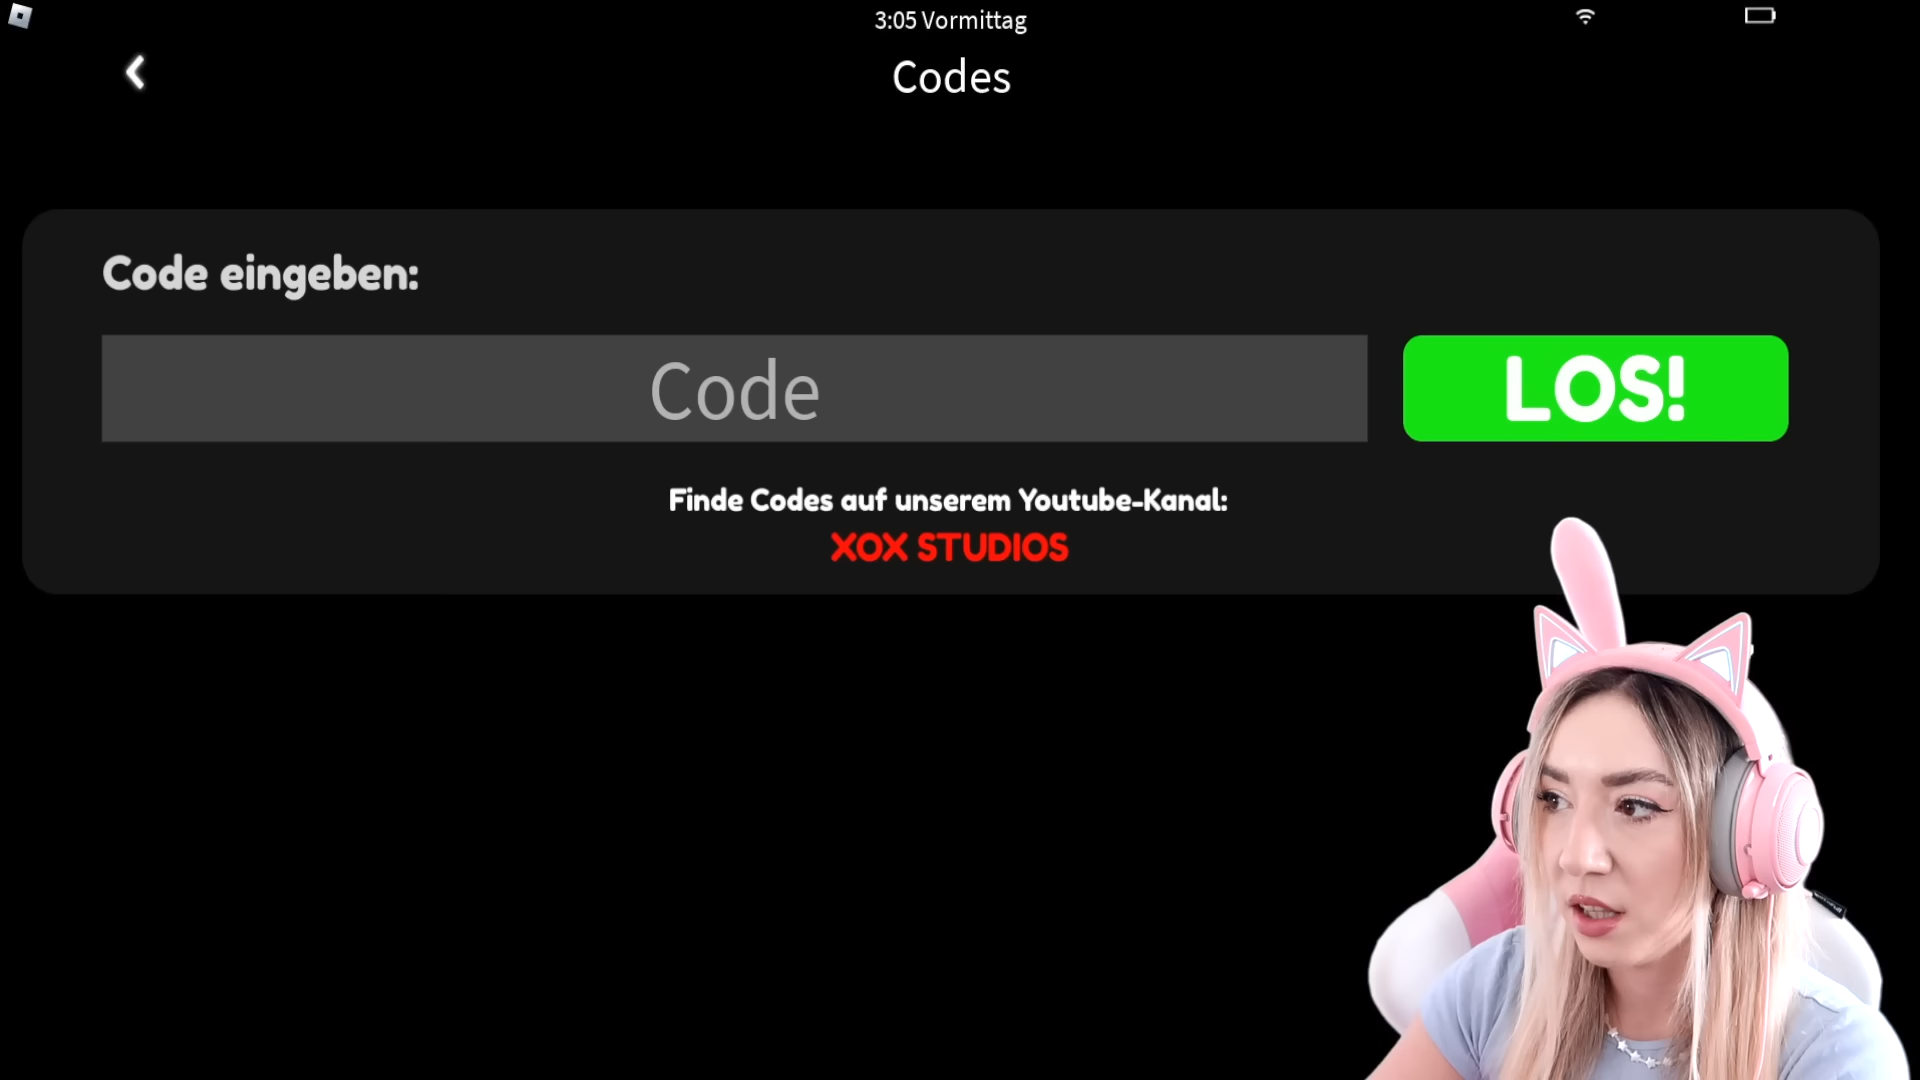 3:05 Vormittag
Codes
Code eingeben:
Code
LOS!
Finde Codes auf unserem Youtube-Kanal:
XOX STUDIOS